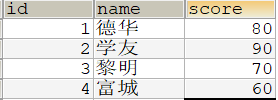 id name score
1 德华 80
2 学友 90
3 黎明 70
4 富城 60